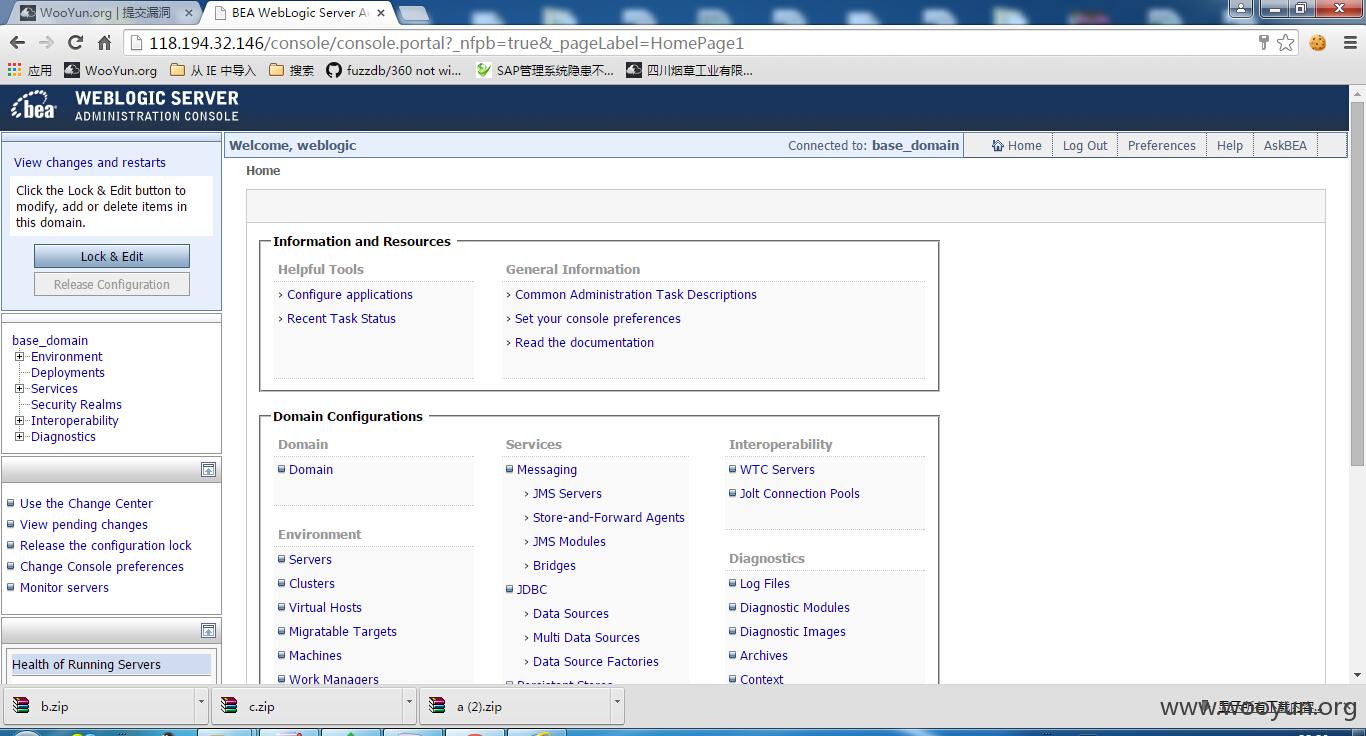 WooYun.org | 提交漏洞
BEA WebLogic Server A
118.194.32.146/console/console.portal?_nfpb=true&_pageLabel=HomePage1
应用
WooYun.org
从 IE 中导入
搜索
fuzzdb/360 not wi...
SAP管理系统隐患不...
四川烟草工业有限...
bea
WEBLOGIC SERVER
ADMINISTRATION CONSOLE
View changes and restarts
Click the Lock & Edit button to
modify, add or delete items in
this domain.
Lock & Edit
Release Configuration
base_domain
Environment
Deployments
Services
Security Realms
Interoperability
Diagnostics
Use the Change Center
View pending changes
Release the configuration lock
Change Console preferences
Monitor servers
Health of Running Servers
Welcome, weblogic
Connected to: base_domain
Home
Log Out
Preferences
Help
AskBEA
Home
Information and Resources
Helpful Tools
› Configure applications
› Recent Task Status
General Information
› Common Administration Task Descriptions
› Set your console preferences
› Read the documentation
Domain Configurations
Domain
Domain
Environment
Servers
Clusters
Virtual Hosts
Migratable Targets
Machines
Work Managers
Services
Messaging
› JMS Servers
› Store-and-Forward Agents
› JMS Modules
› Bridges
JDBC
› Data Sources
› Multi Data Sources
› Data Source Factories
Persistent Stores
Interoperability
WTC Servers
Jolt Connection Pools
Diagnostics
Log Files
Diagnostic Modules
Diagnostic Images
Archives
Context
b.zip
c.zip
a (2).zip
显示所有下载内容...
www.wooyun.org